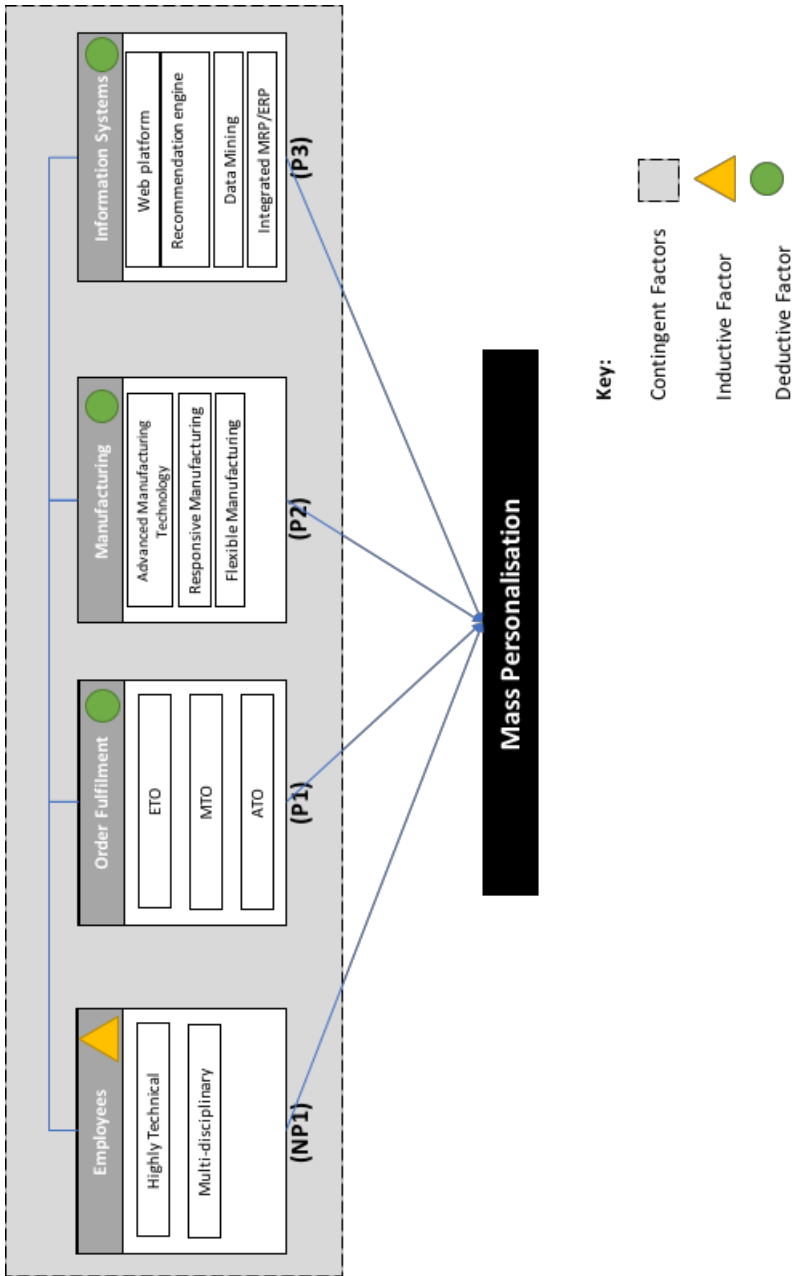 Employees
Highly Technical
Multi-disciplinary
(NP1)
Order Fulfilment
ETO
MTO
ATO
(P1)
Manufacturing
Advanced Manufacturing
Technology
Responsive Manufacturing
Flexible Manufacturing
(P2)
Information Systems
Web platform
Recommendation engine
Data Mining
Integrated MRP/ERP
(P3)
Mass Personalisation
Key:
Contingent Factors
Inductive Factor
Deductive Factor